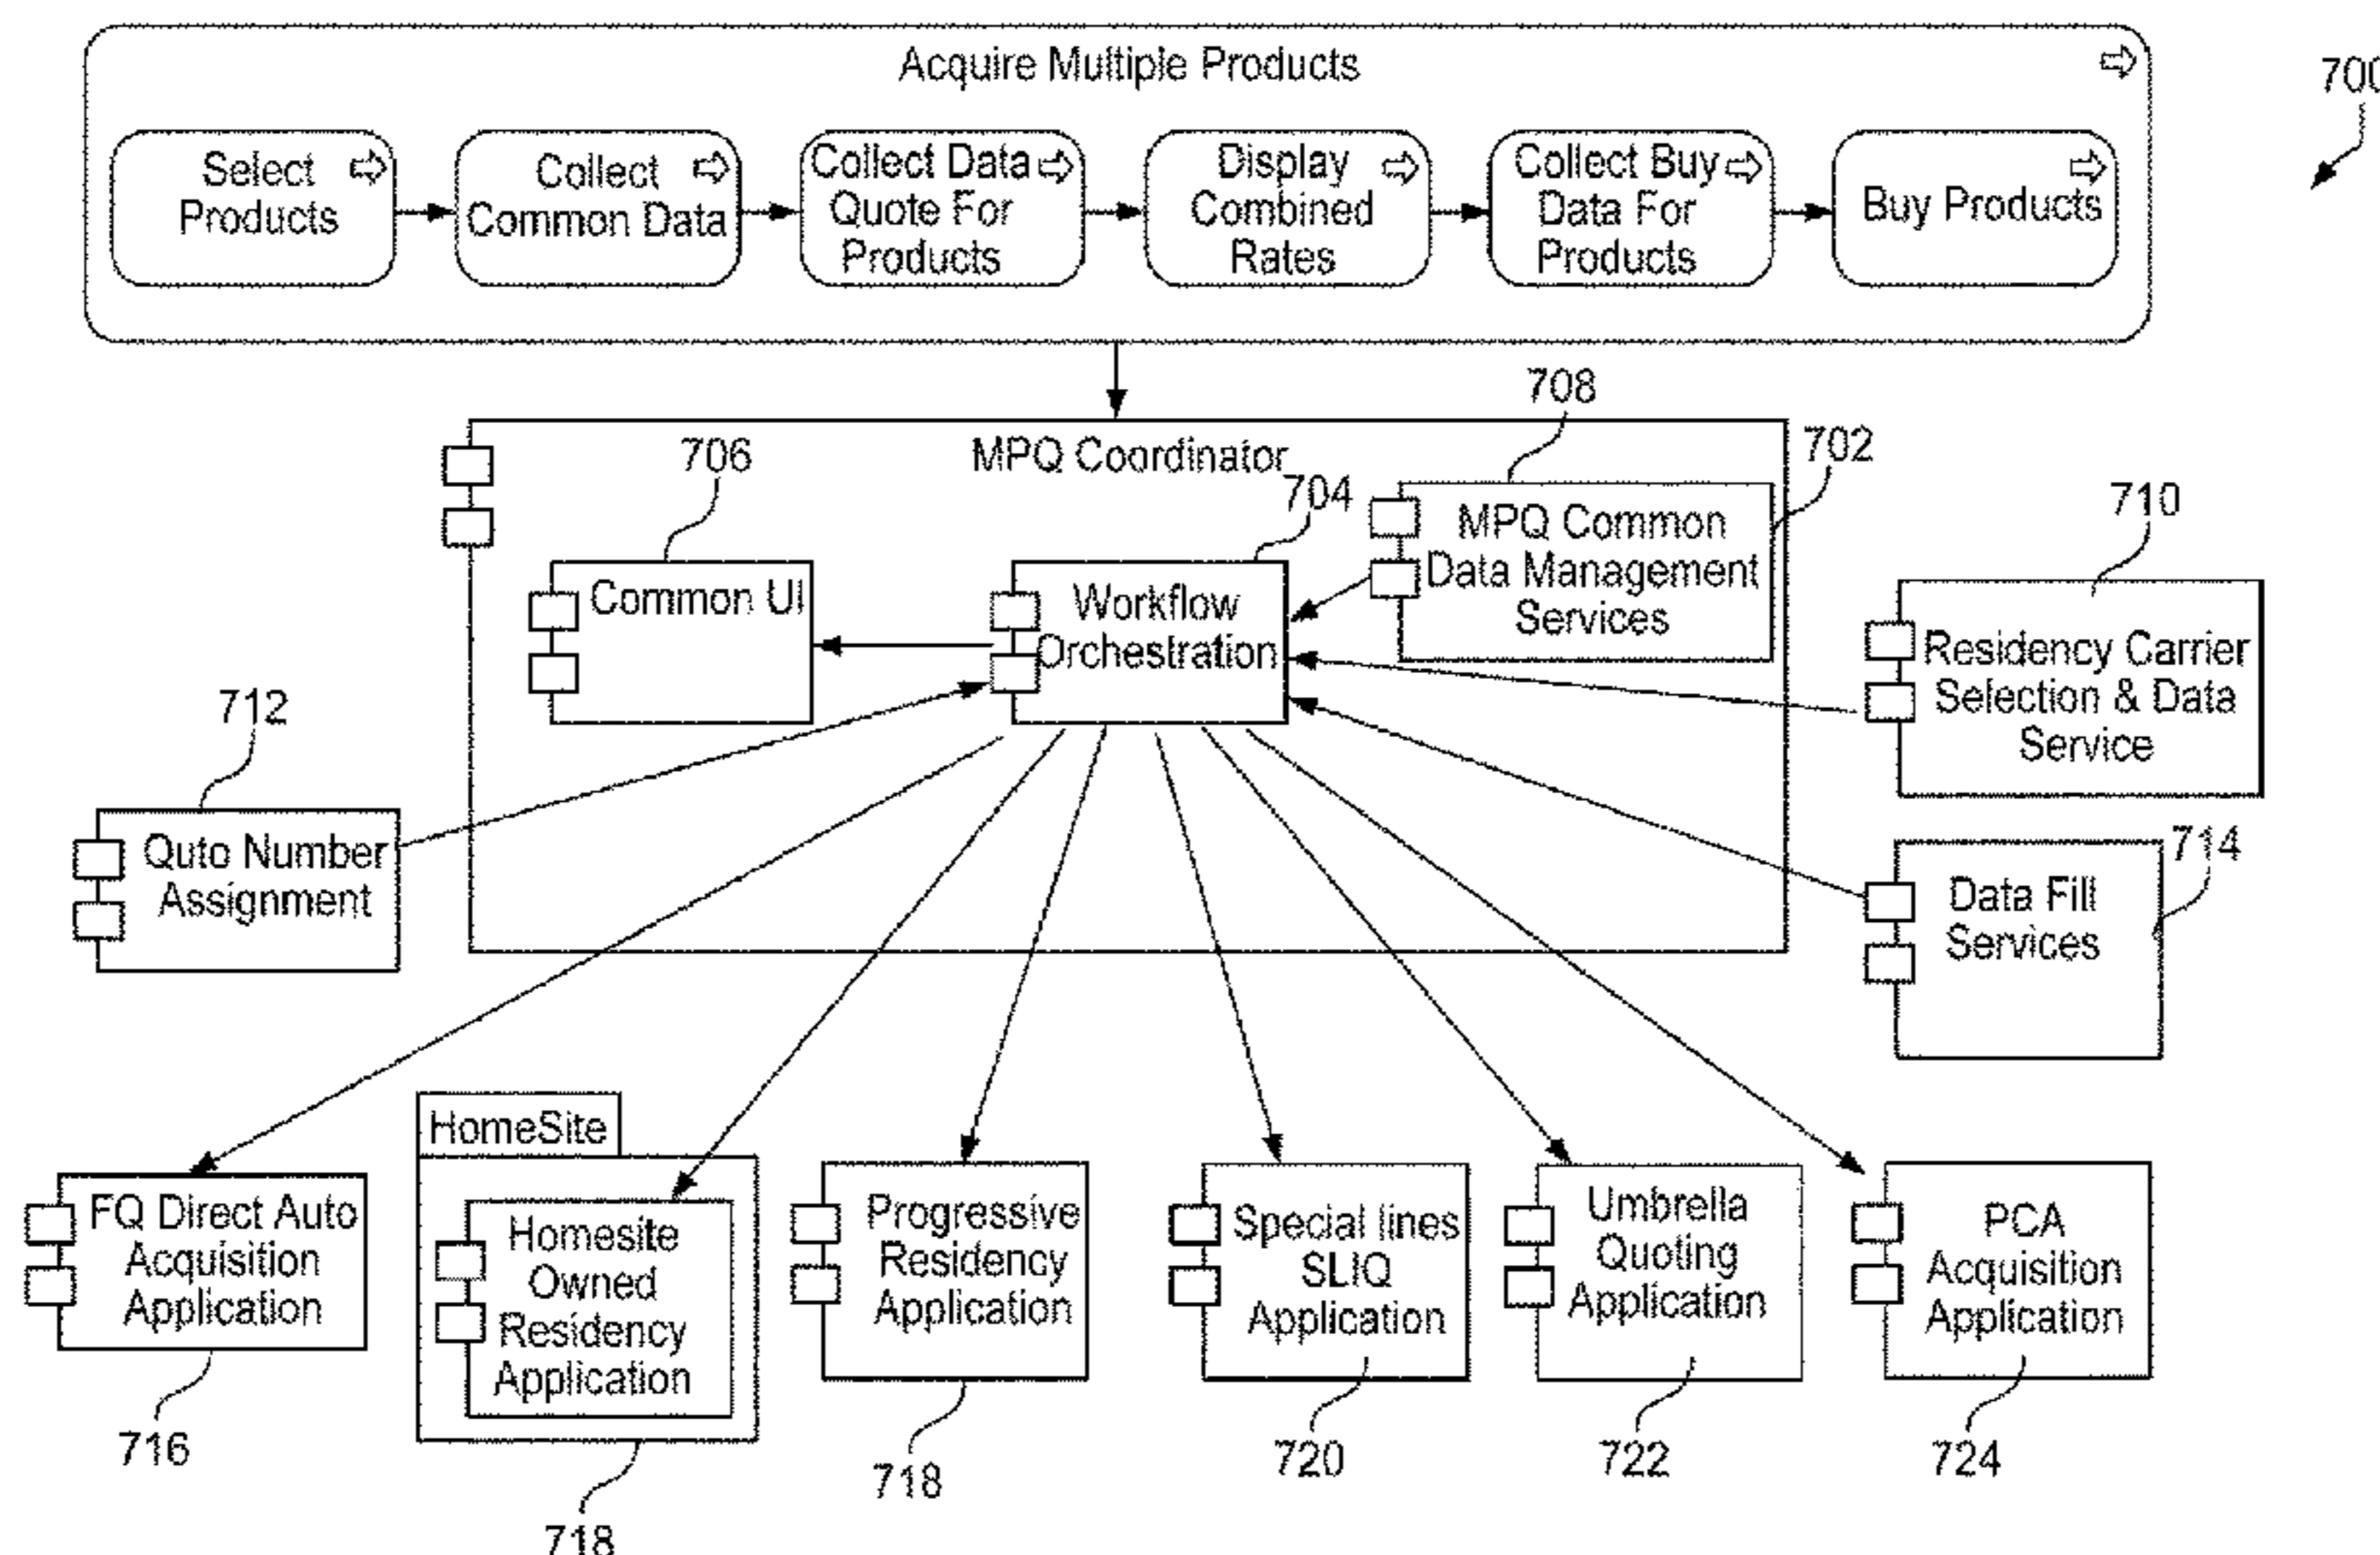 Acquire Multiple Products
700
Select
Products
Collect
Common Data
Collect Data
Quote For
Products
Display
Combined
Rates
Collect Buy
Data For
Products
Buy Products
708
706
MPQ Coordinator
702
704
710
MPQ Common
Data Management
Services
Common UI
Workflow
Orchestration
Residency Carrier
Selection & Data
Service
712
Quto Number
Assignment
714
Data Fill
Services
HomeSite
FQ Direct Auto
Acquisition
Application
Homesite
Owned
Residency
Application
Progressive
Residency
Application
Special lines
SLIQ
Application
Umbrella
Quoting
Application
PCA
Acquisition
Application
716
718
718
720
722
724